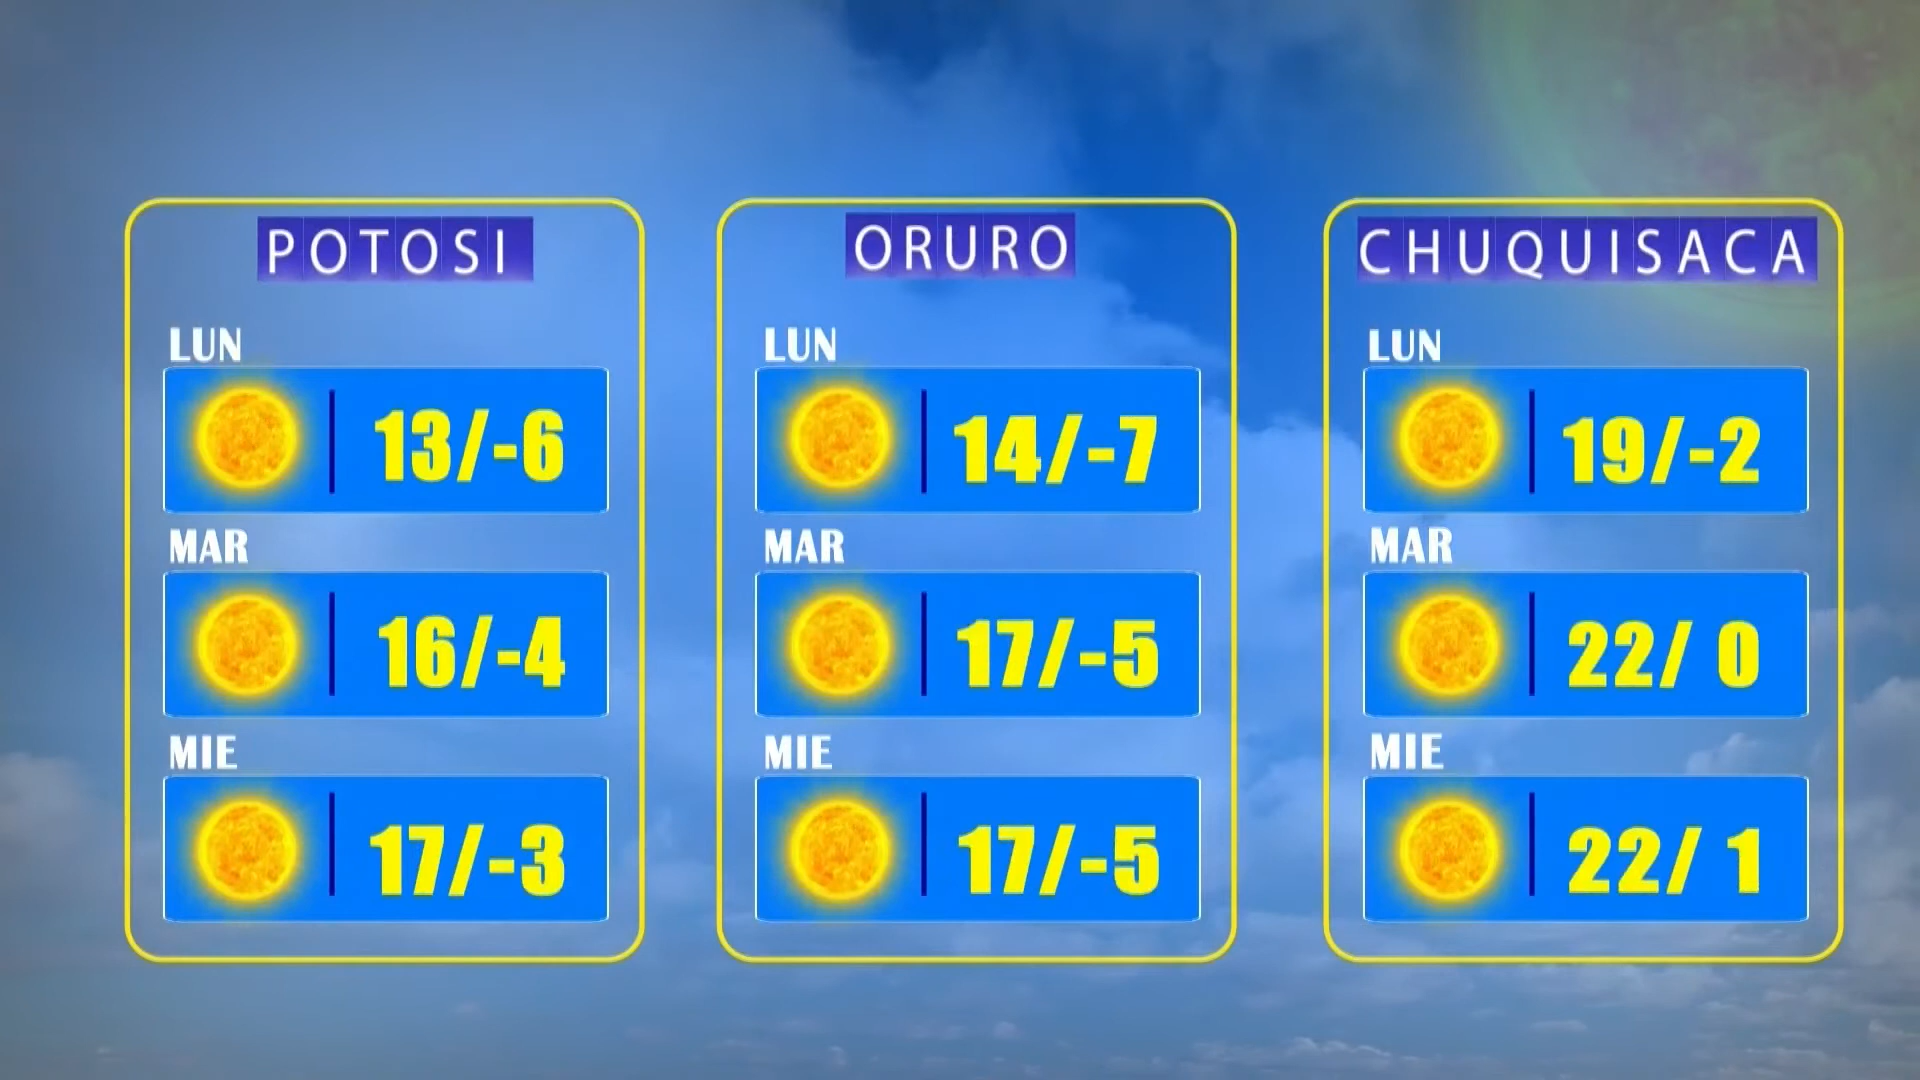 POTOSI
LUN
13/-6
MAR
16/-4
MIE
17/-3
ORURO
LUN
14/-7
MAR
17/-5
MIE
17/-5
CHUQUISACA
LUN
19/-2
MAR
22/ 0
MIE
22/ 1